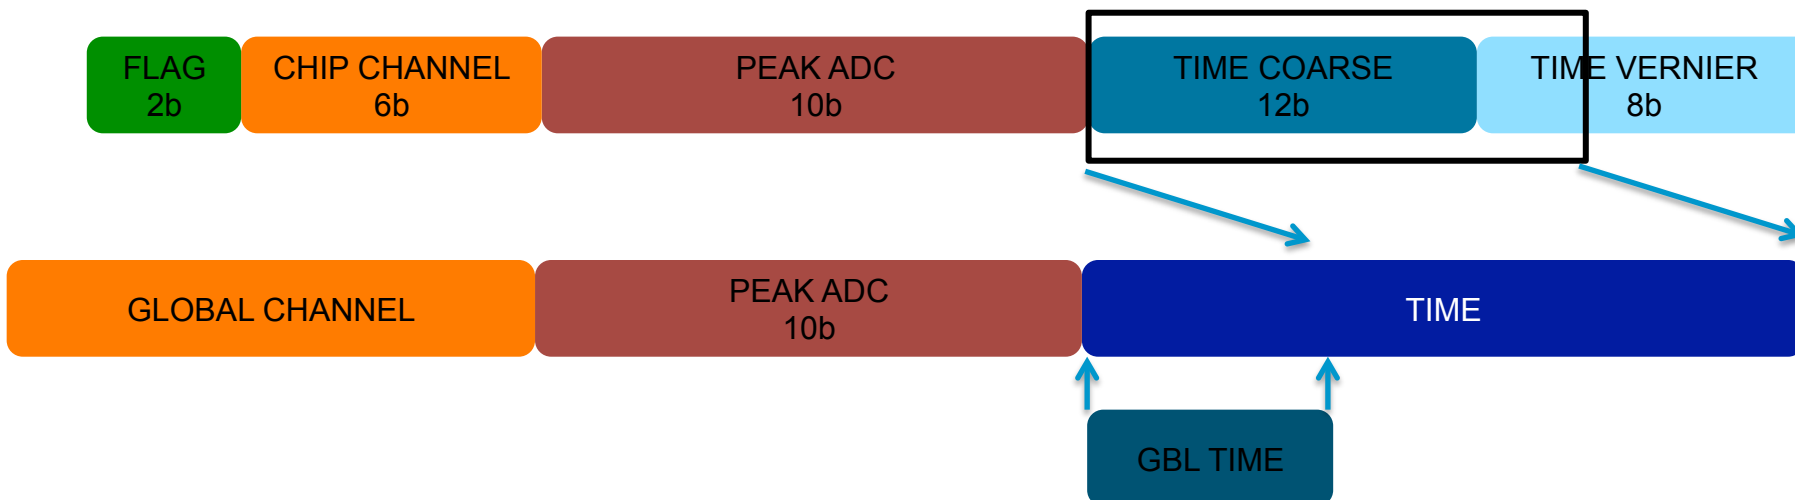 FLAG
2b
CHIP CHANNEL
6b
PEAK ADC
10b
TIME COARSE
12b
TIME VERNIER
8b
GLOBAL CHANNEL
PEAK ADC
10b
TIME
GBL TIME